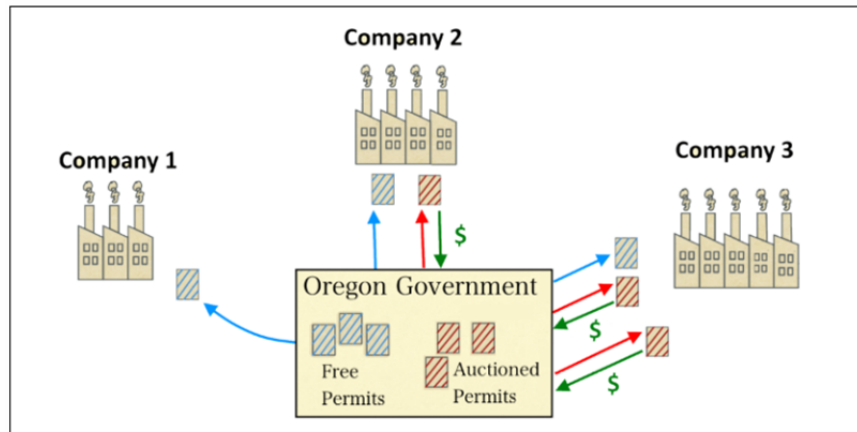 Company 2
Company 1
Company 3
$
Oregon Government
$
$
Free
Permits
Auctioned
Permits